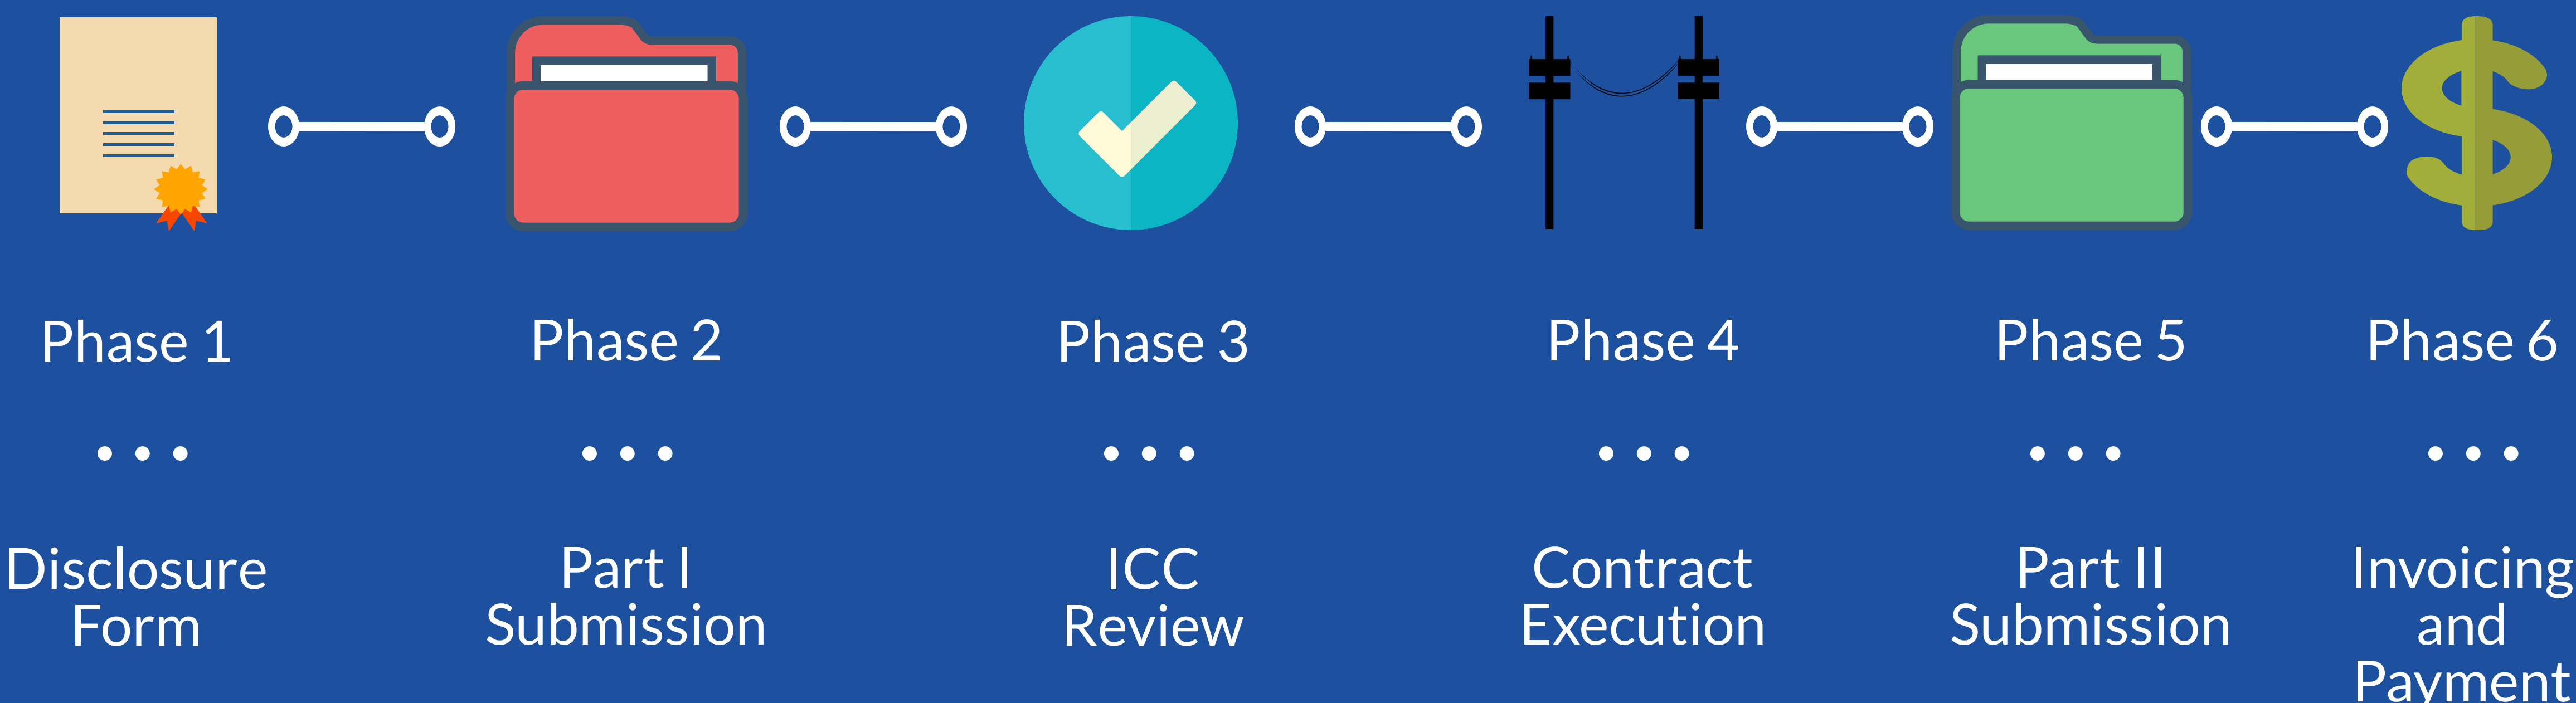 Phase 1
Phase 2
Phase 3
Phase 4
Phase 5
Phase 6
Disclosure
Form
Part I
Submission
ICC
Review
Contract
Execution
Part II
Submission
Invoicing
and
Payment